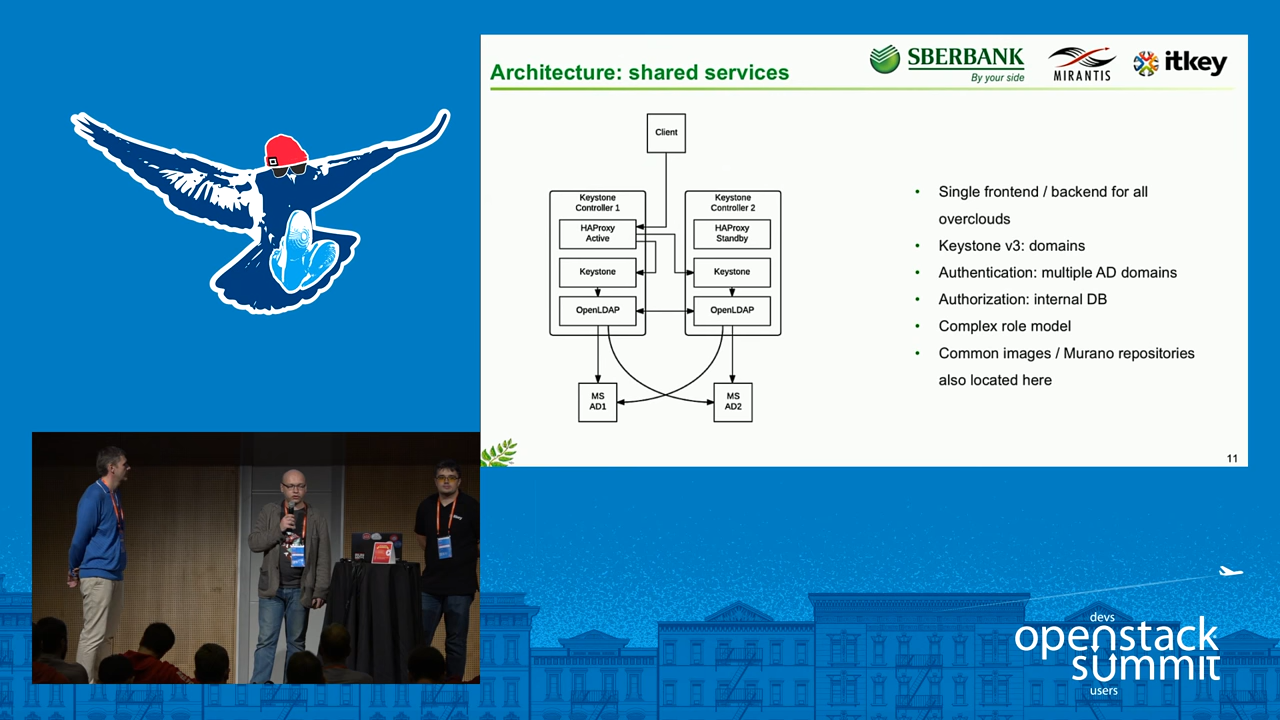 Architecture: shared services
SBERBANK
By your side
MIRANTIS
itkey
Client
Keystone
Controller 1
HAProxy
Active
Keystone
OpenLDAP
Keystone
Controller 2
HAProxy
Standby
Keystone
OpenLDAP
MS
AD1
MS
AD2
• Single frontend / backend for all
overclouds
• Keystone v3: domains
• Authentication: multiple AD domains
• Authorization: internal DB
• Complex role model
• Common images / Murano repositories
also located here
11
devs
openstack
summit
users